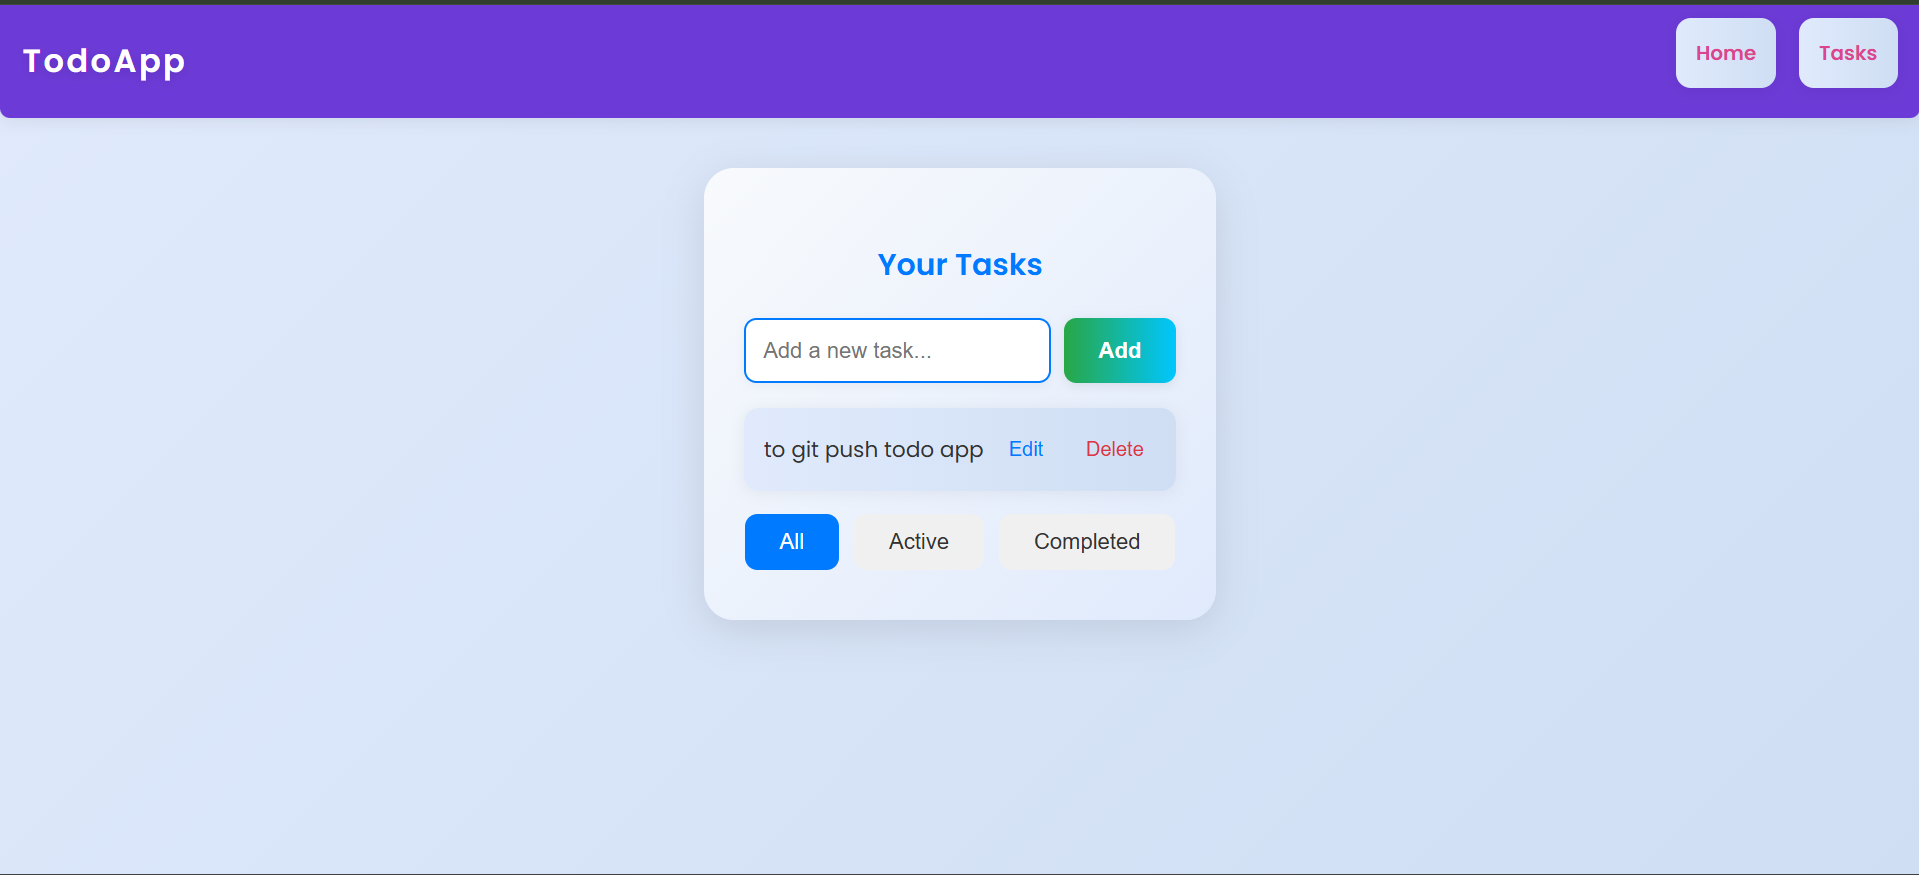 TodoApp
Home
Tasks
Your Tasks
Add a new task...
Add
to git push todo app
Edit
Delete
All
Active
Completed